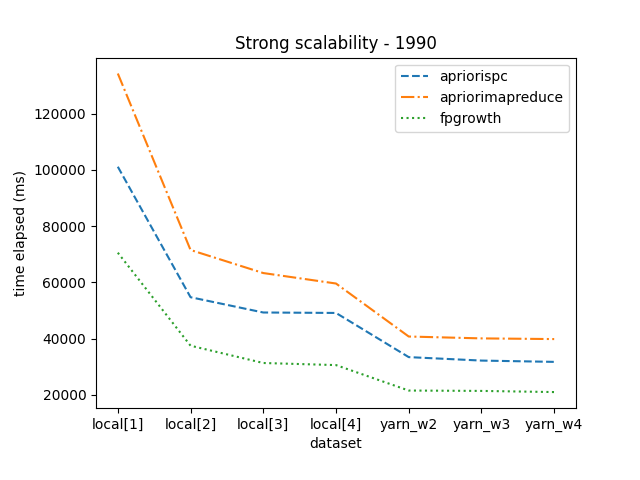 Strong scalability - 1990
apriorispc
apriorimapreduce
fpgrowth
time elapsed (ms)
120000
100000
80000
60000
40000
20000
local[1] local[2] local[3] local[4] yarn_w2 yarn_w3 yarn_w4
dataset